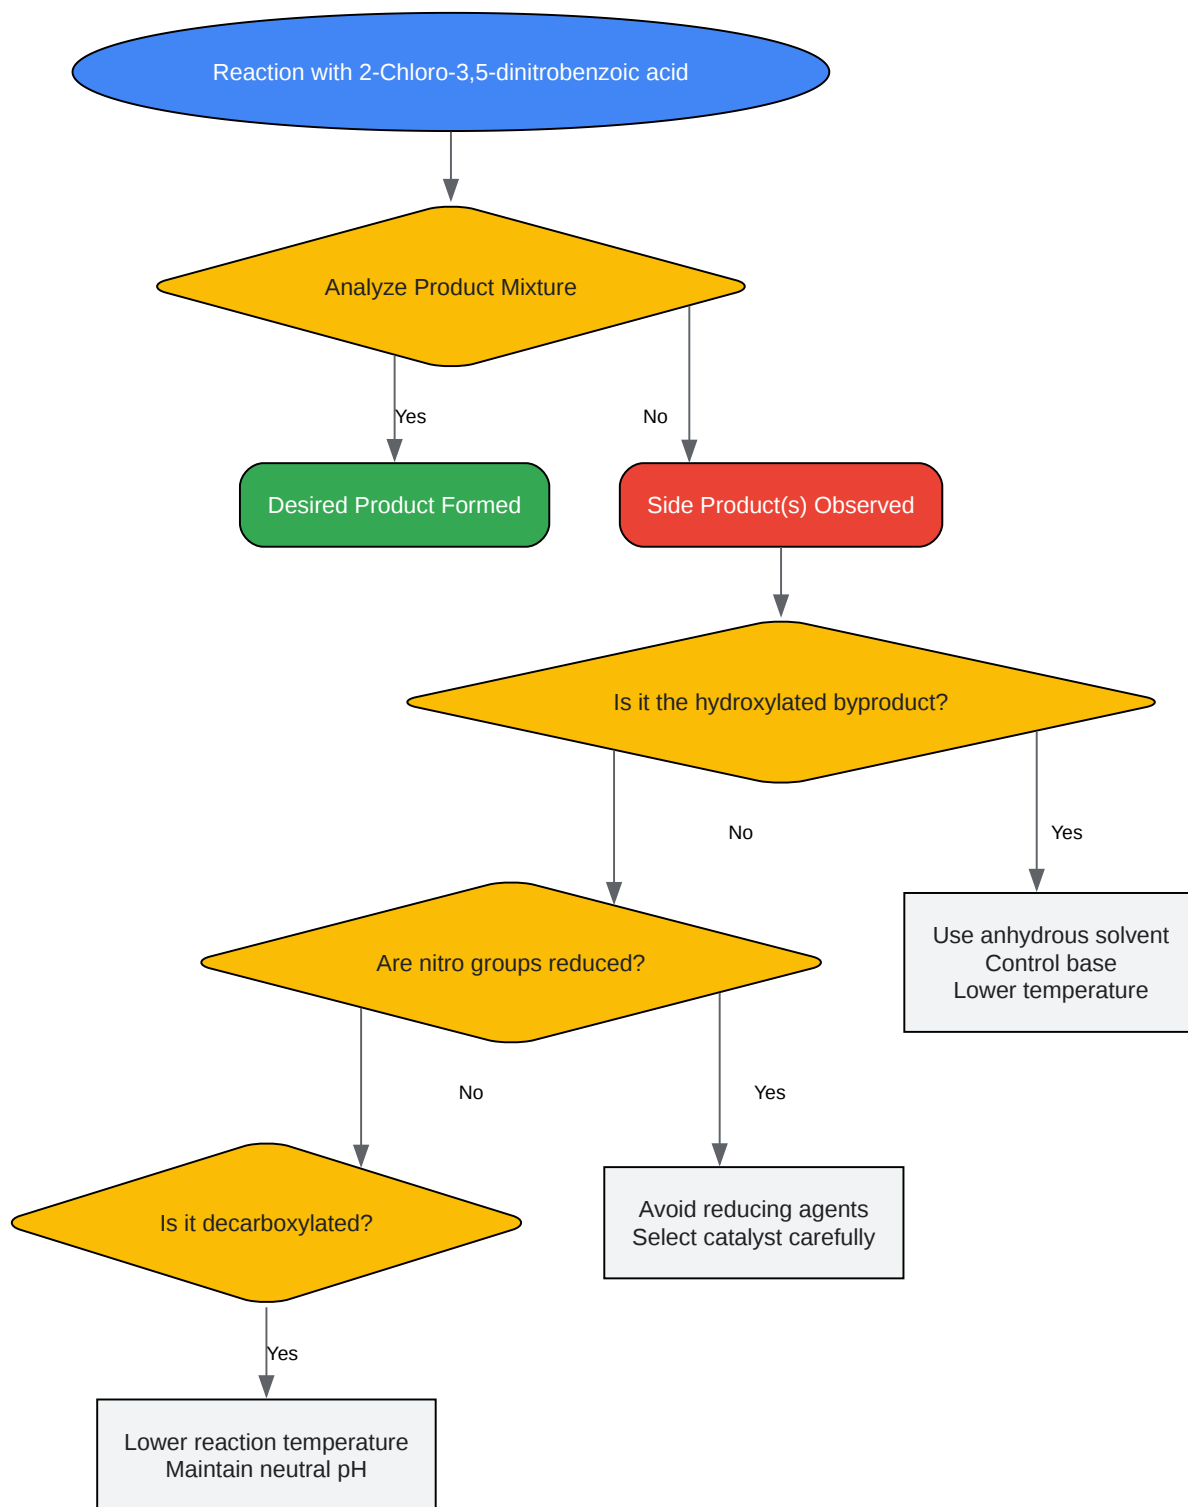 Reaction with 2-Chloro-3,5-dinitrobenzoic acid
Analyze Product Mixture
Yes
No
Desired Product Formed
Side Product(s) Observed
Is it the hydroxylated byproduct?
No
Yes
Use anhydrous solvent
Control base
Lower temperature
Are nitro groups reduced?
No
Yes
Avoid reducing agents
Select catalyst carefully
Is it decarboxylated?
Yes
Lower reaction temperature
Maintain neutral pH